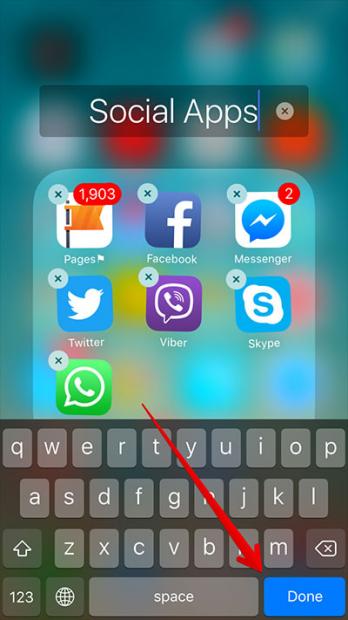 Social Apps
1,903 2
Pages Facebook Messenger
Twitter Viber Skype
q w e r t y u i o p
a s d f g h j k l
z x c v b m
123 space Done